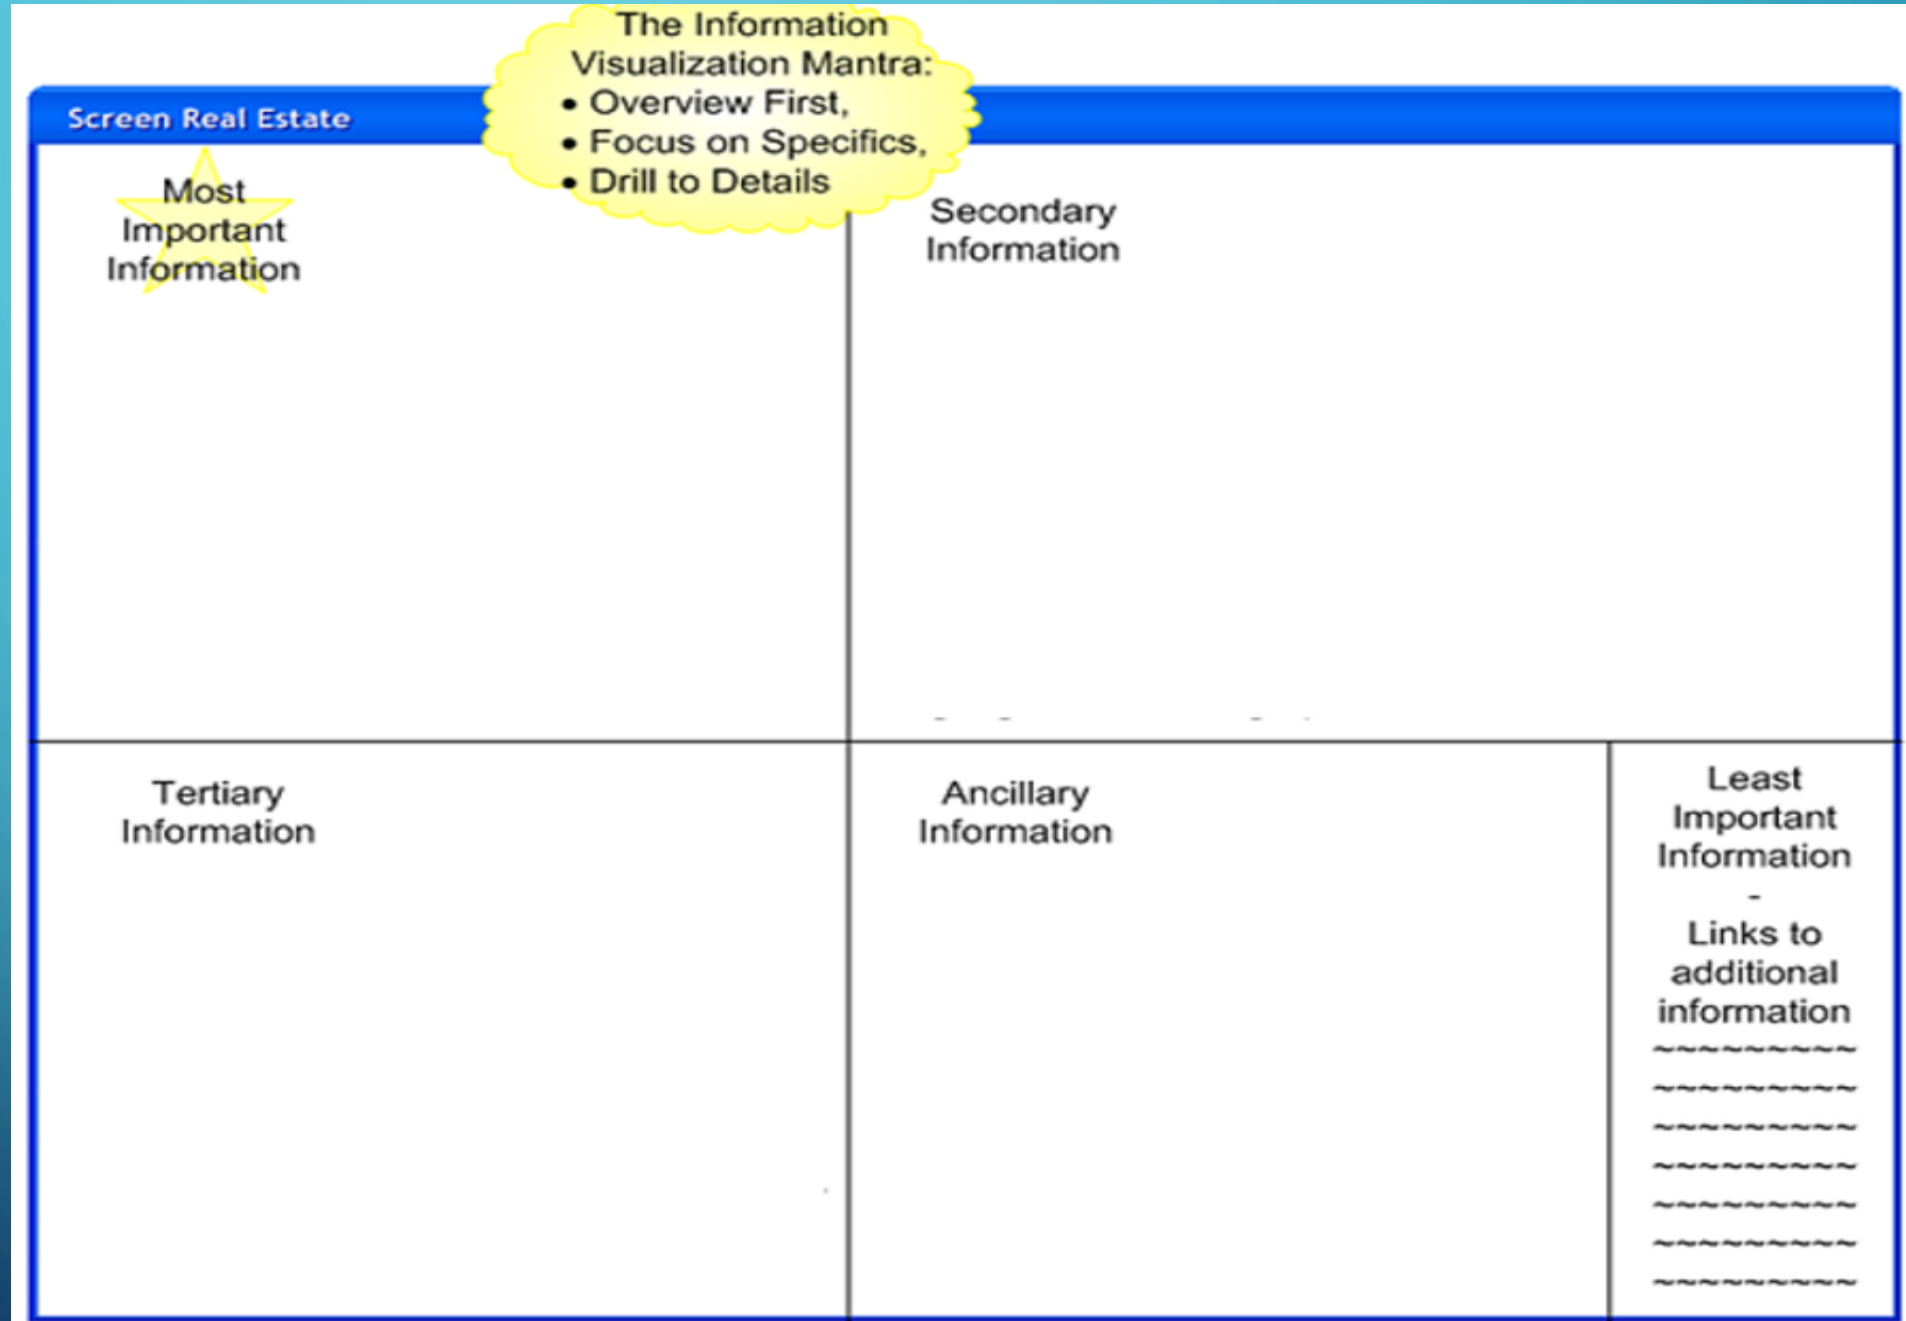 The Information
Visualization Mantra:
• Overview First,
• Focus on Specifics,
• Drill to Details
Screen Real Estate
Most
Important
Information
Secondary
Information
Tertiary
Information
Ancillary
Information
Least
Important
Information
-
Links to
additional
information
~~~~~~~~~
~~~~~~~~~
~~~~~~~~~
~~~~~~~~~
~~~~~~~~~
~~~~~~~~~
~~~~~~~~~